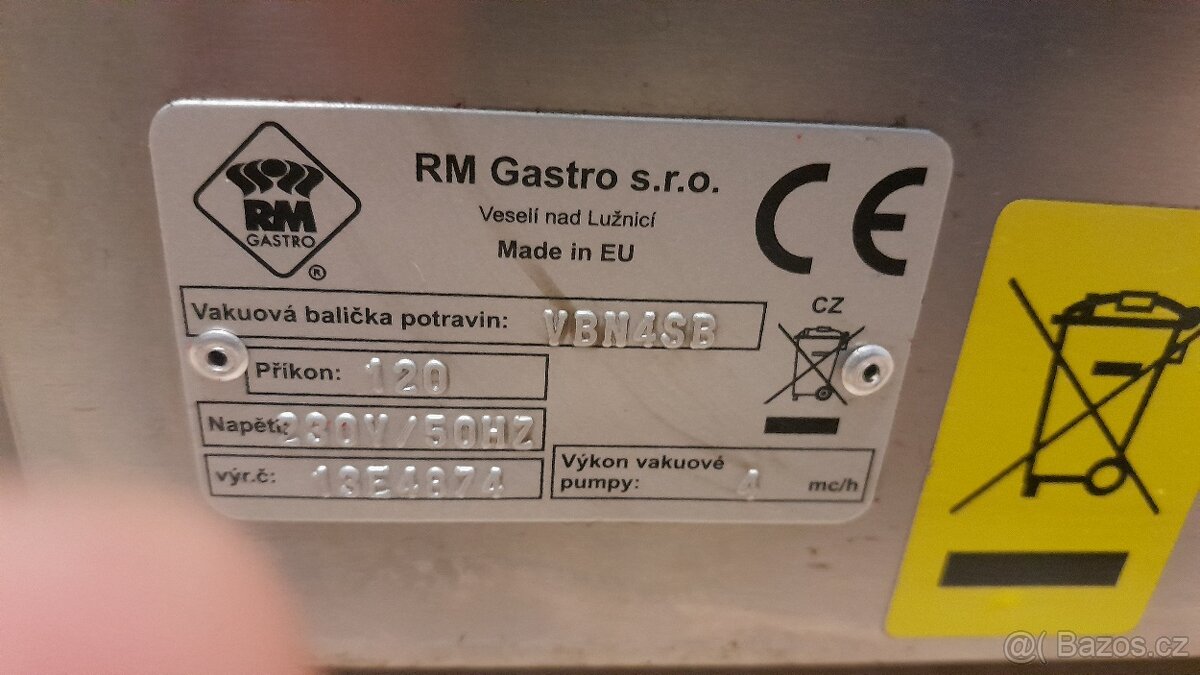 RM
GASTRO
®
RM Gastro s.r.o.
Veselí nad Lužnicí
Made in EU
CE
Vakuová balička potravin: VBN4SB
CZ
Příkon: 120
Napětí: 230V/50HZ
výr.č: 13E4874
Výkon vakuové
pumpy: 4 mc/h
@( Bazos.cz